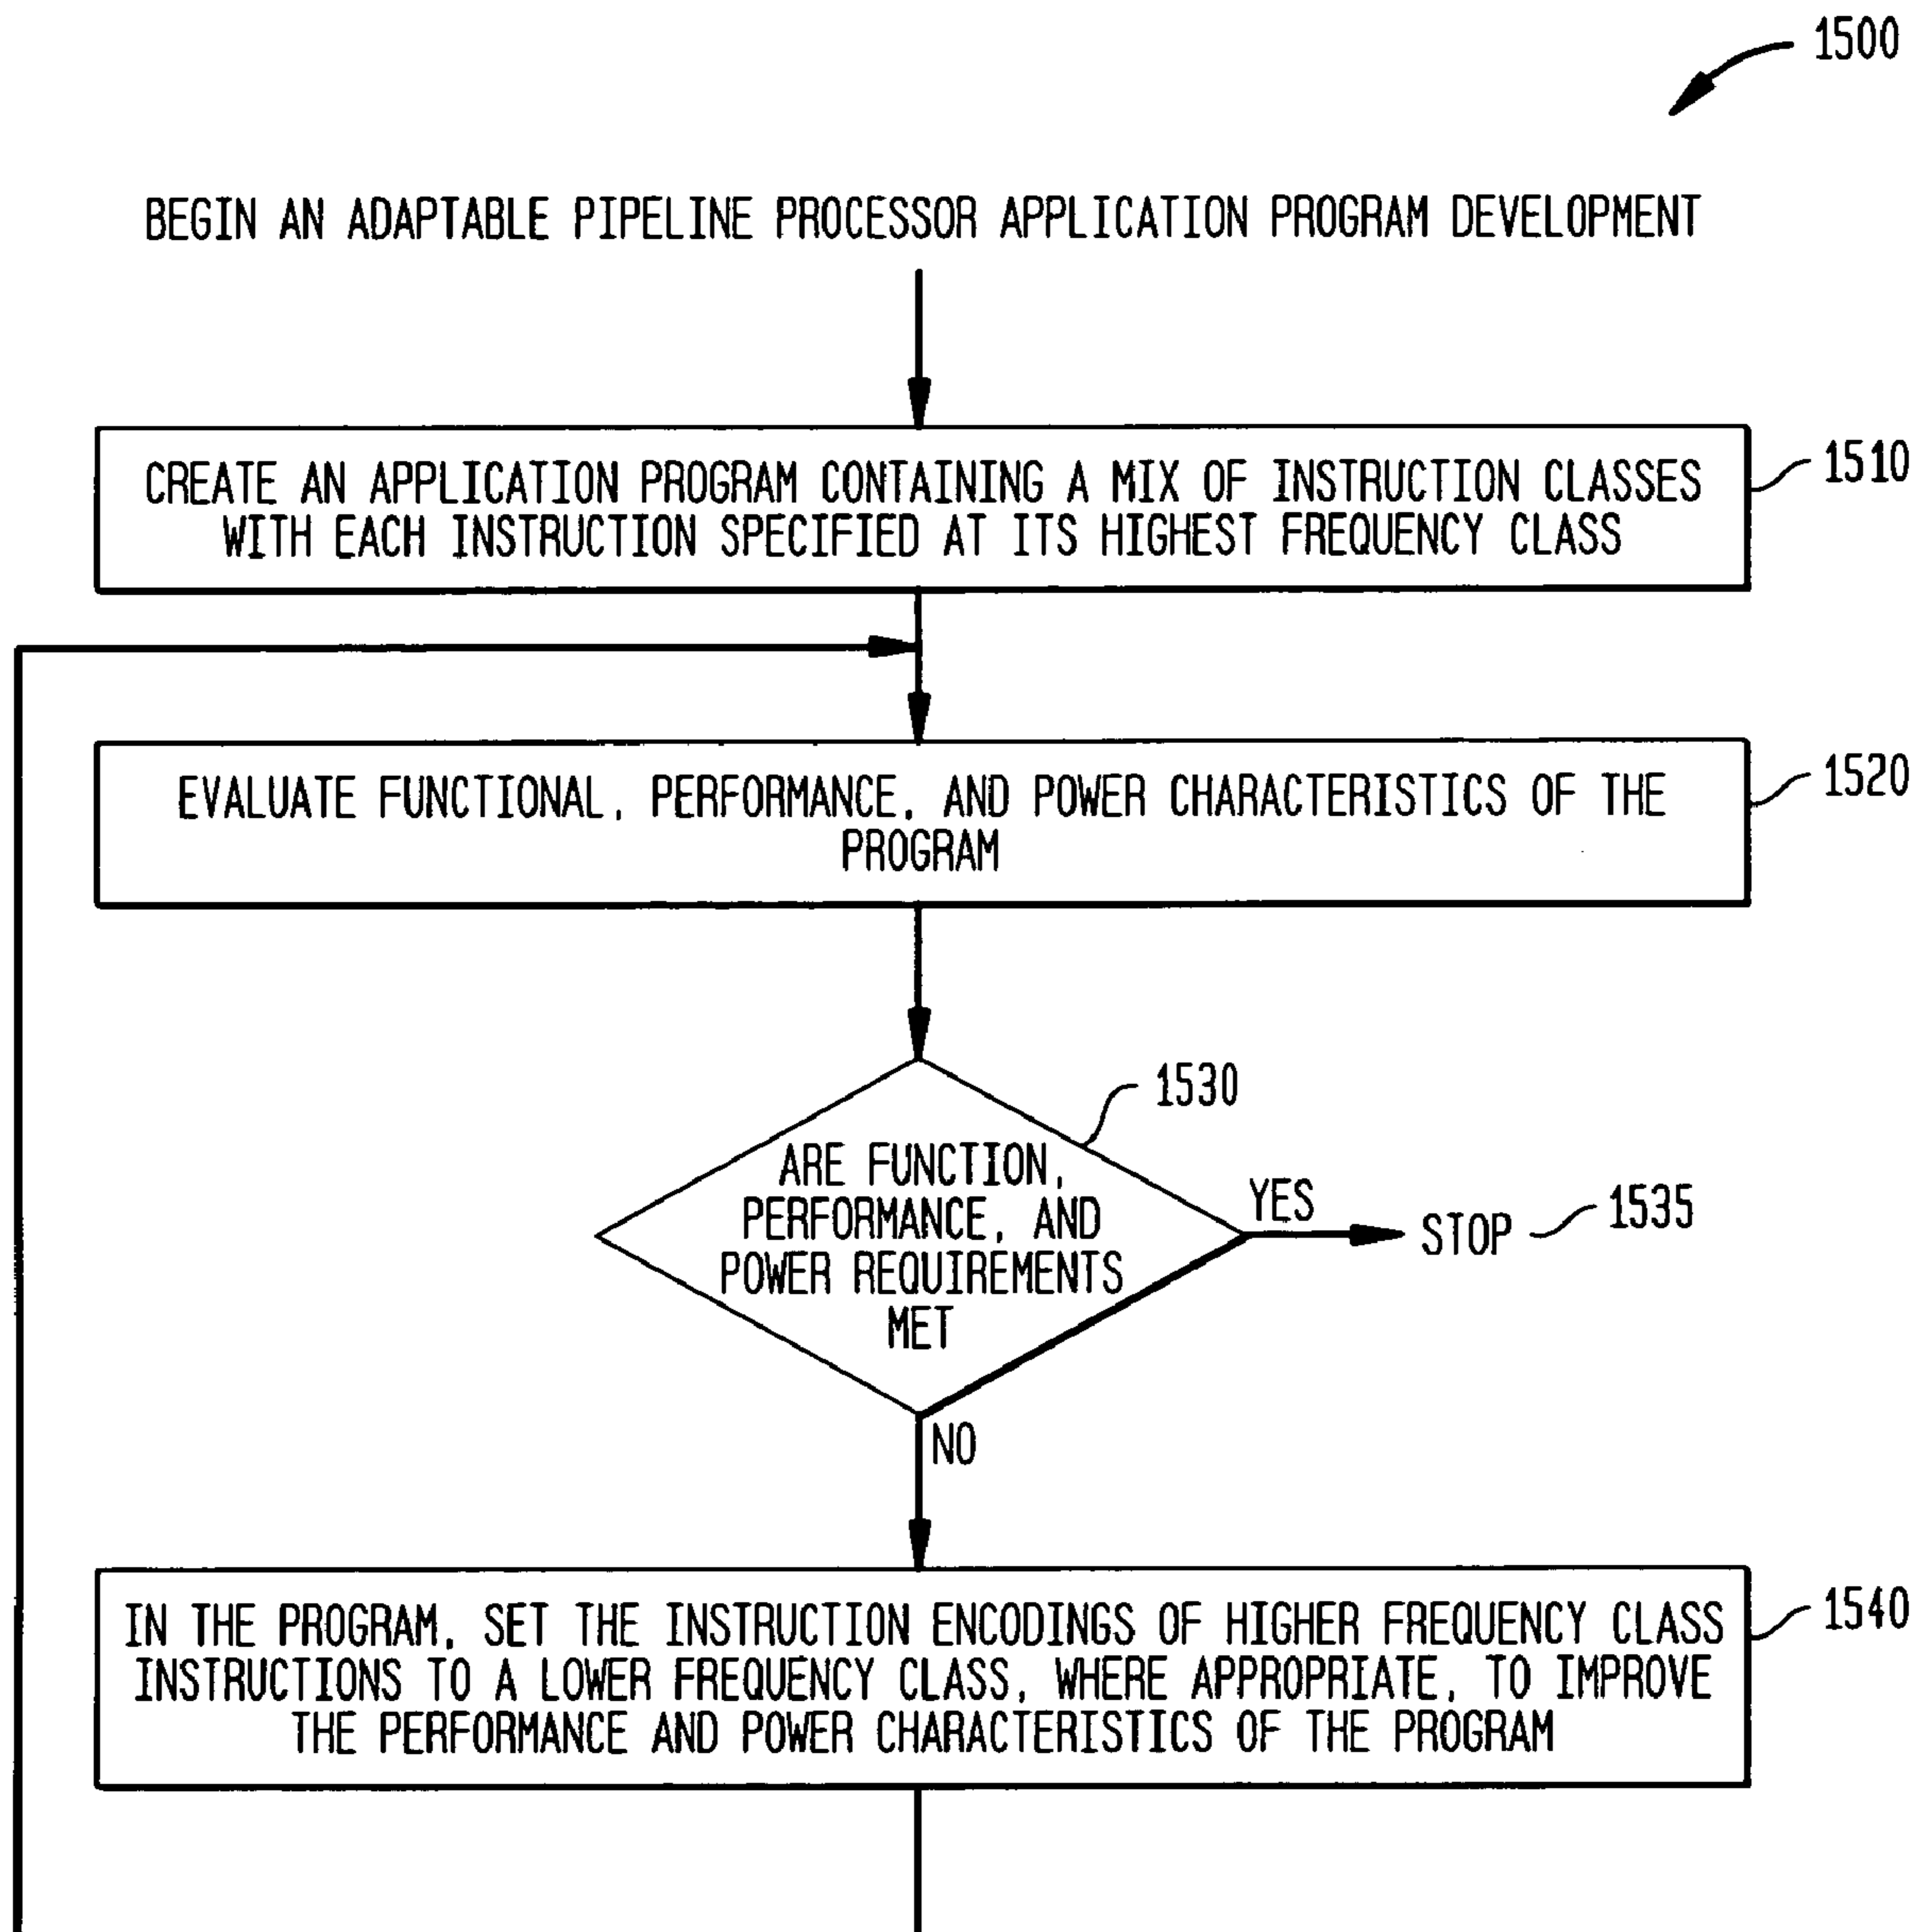 1500
BEGIN AN ADAPTABLE PIPELINE PROCESSOR APPLICATION PROGRAM DEVELOPMENT
CREATE AN APPLICATION PROGRAM CONTAINING A MIX OF INSTRUCTION CLASSES
WITH EACH INSTRUCTION SPECIFIED AT ITS HIGHEST FREQUENCY CLASS
1510
EVALUATE FUNCTIONAL, PERFORMANCE, AND POWER CHARACTERISTICS OF THE
PROGRAM
1520
1530
ARE FUNCTION,
PERFORMANCE, AND
POWER REQUIREMENTS
MET
YES
STOP
1535
NO
IN THE PROGRAM, SET THE INSTRUCTION ENCODINGS OF HIGHER FREQUENCY CLASS
INSTRUCTIONS TO A LOWER FREQUENCY CLASS, WHERE APPROPRIATE, TO IMPROVE
THE PERFORMANCE AND POWER CHARACTERISTICS OF THE PROGRAM
1540